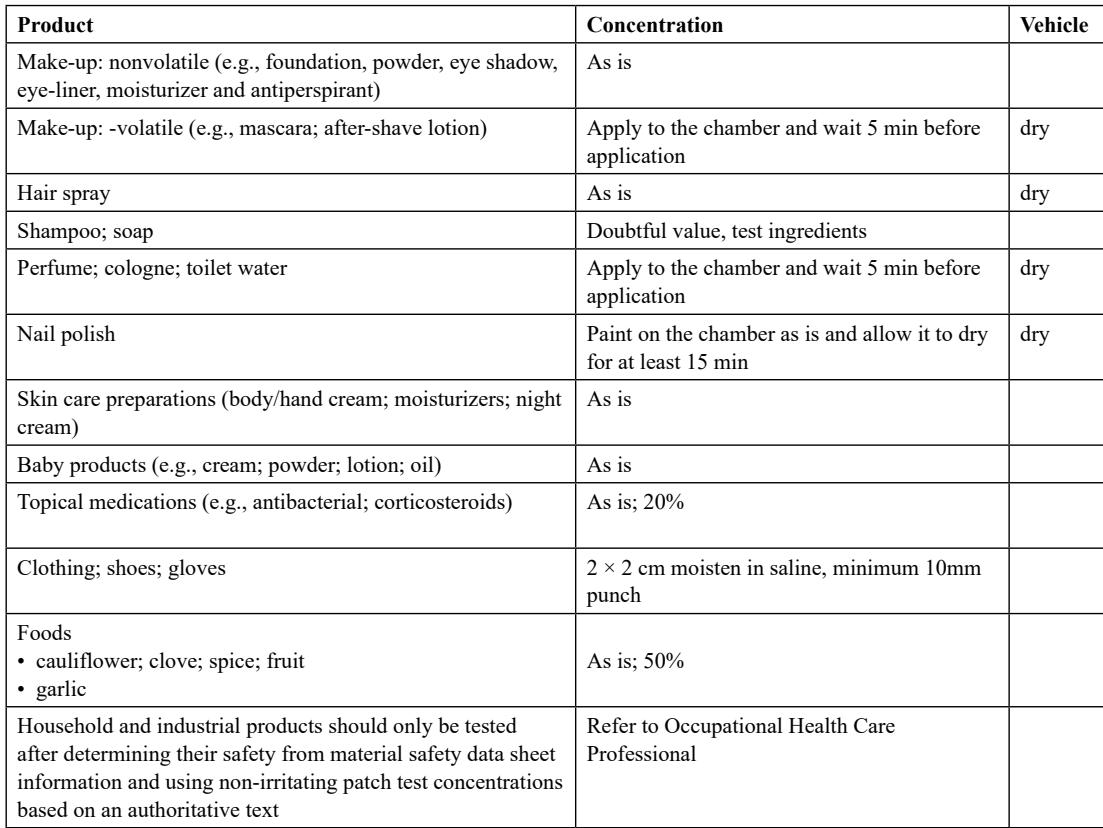 Product Concentration Vehicle
Make-up: nonvolatile (e.g., foundation, powder, eye shadow, As is
eye-liner, moisturizer and antiperspirant)
Make-up: -volatile (e.g., mascara; after-shave lotion) Apply to the chamber and wait 5 min before dry
application
Hair spray As is dry
Shampoo; soap Doubtful value, test ingredients
Perfume; cologne; toilet water Apply to the chamber and wait 5 min before dry
application
Nail polish Paint on the chamber as is and allow it to dry dry
for at least 15 min
Skin care preparations (body/hand cream; moisturizers; night As is
cream)
Baby products (e.g., cream; powder; lotion; oil) As is
Topical medications (e.g., antibacterial; corticosteroids) As is; 20%
Clothing; shoes; gloves 2 × 2 cm moisten in saline, minimum 10mm
punch
Foods
• cauliflower; clove; spice; fruit As is; 50%
• garlic
Household and industrial products should only be tested Refer to Occupational Health Care
after determining their safety from material safety data sheet Professional
information and using non-irritating patch test concentrations
based on an authoritative text